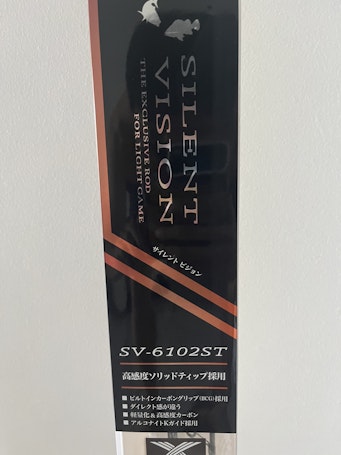 SILENT
VISION
THE EXCLUSIVE ROD
FOR LIGHT GAME
サイレント ビジョン
SV-6102ST
高感度ソリッドティップ採用
■ ビルトインカーボングリップ(BCG)採用
■ ダイレクト感が違う
■ 軽量化&高感度カーボン
■ アルコナイトKガイド採用